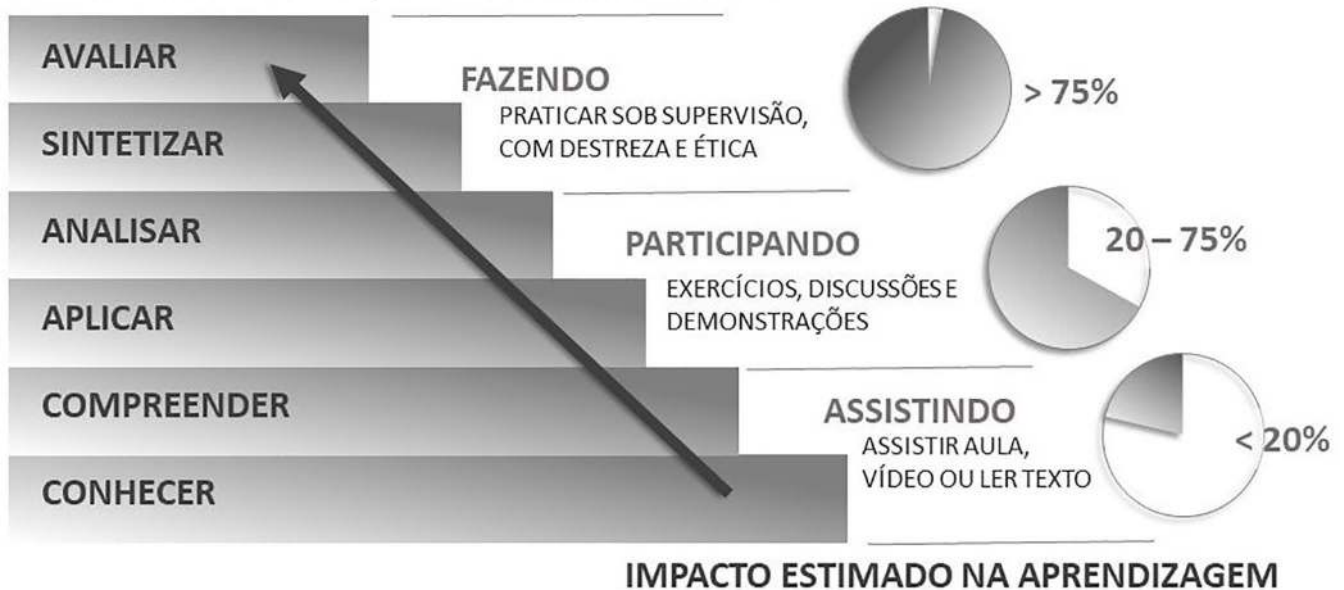 AVALIAR
FAZENDO
PRATICAR SOB SUPERVISÃO,
COM DESTREZA E ÉTICA
> 75%
SINTETIZAR
ANALISAR
PARTICIPANDO
EXERCÍCIOS, DISCUSSÕES E
DEMONSTRAÇÕES
20 – 75%
APLICAR
COMPREENDER
ASSISTINDO
ASSISTIR AULA,
VÍDEO OU LER TEXTO
< 20%
CONHECER
IMPACTO ESTIMADO NA APRENDIZAGEM